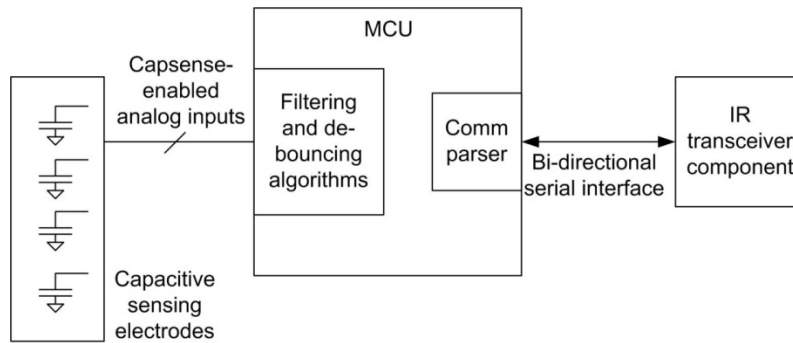 MCU
Capsense-
enabled
analog inputs
Filtering
and de-
bouncing
algorithms
Comm
parser
Bi-directional
serial interface
IR
transceiver
component
Capacitive
sensing
electrodes